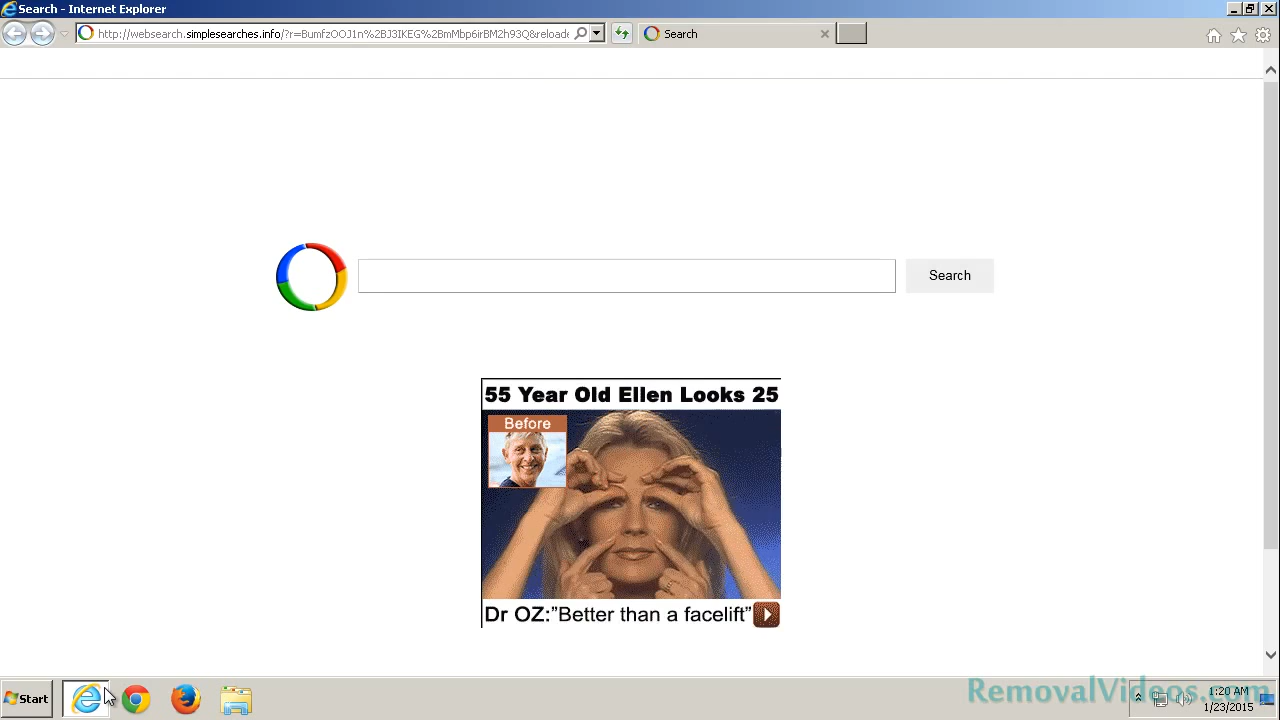 Search - Internet Explorer
http://websearch.simplesearches.info/?r=BumfzOOJ1n%2BJ3IKEG%2BmMbp6irBM2h93Q&reload
Search
Search
55 Year Old Ellen Looks 25
Before
Dr OZ:"Better than a facelift"
Start
RemovalVideos.com
1:20 AM
1/23/2015